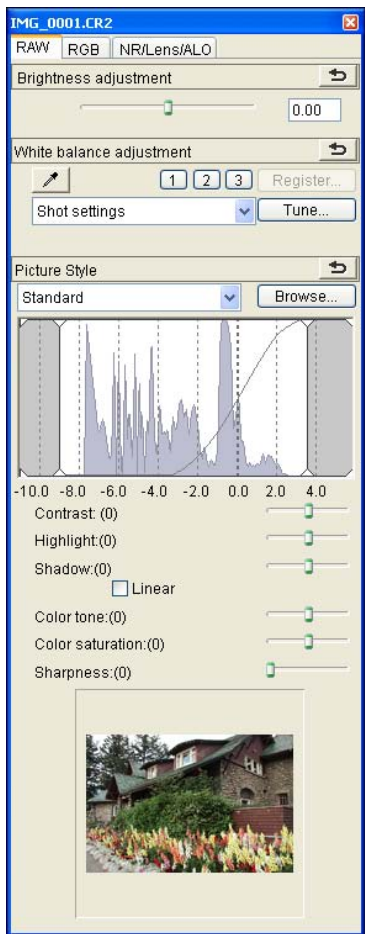 IMG_0001.CR2
RAW RGB NR/Lens/ALO
Brightness adjustment
0.00
White balance adjustment
1 2 3 Register...
Shot settings Tune...
Picture Style
Standard Browse...
-10.0 -8.0 -6.0 -4.0 -2.0 0.0 2.0 4.0
Contrast: (0)
Highlight:(0)
Shadow:(0)
Linear
Color tone:(0)
Color saturation:(0)
Sharpness:(0)